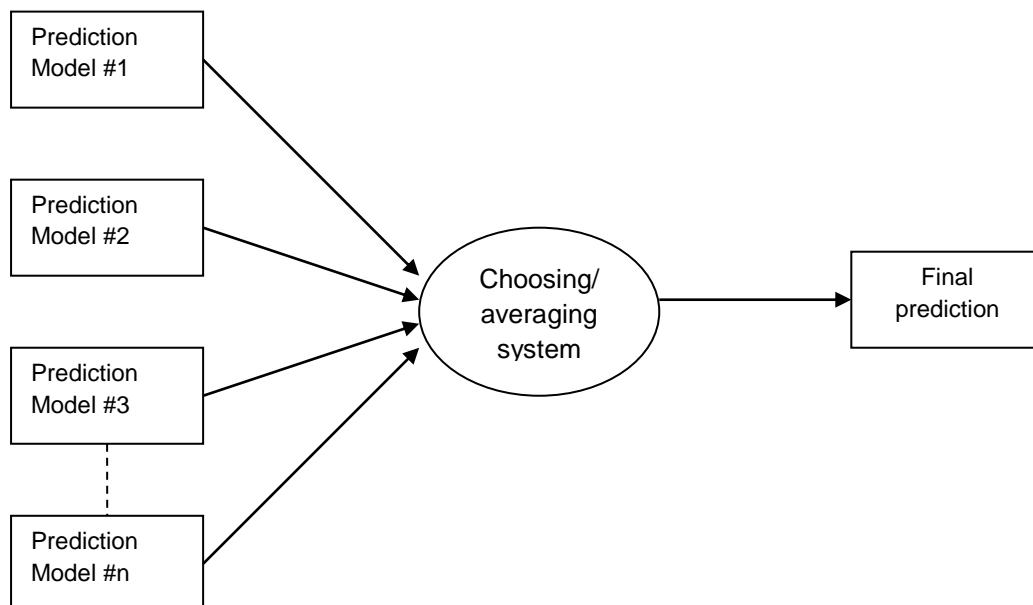 Prediction
Model #1
Prediction
Model #2
Prediction
Model #3
Prediction
Model #n
Choosing/
averaging
system
Final
prediction